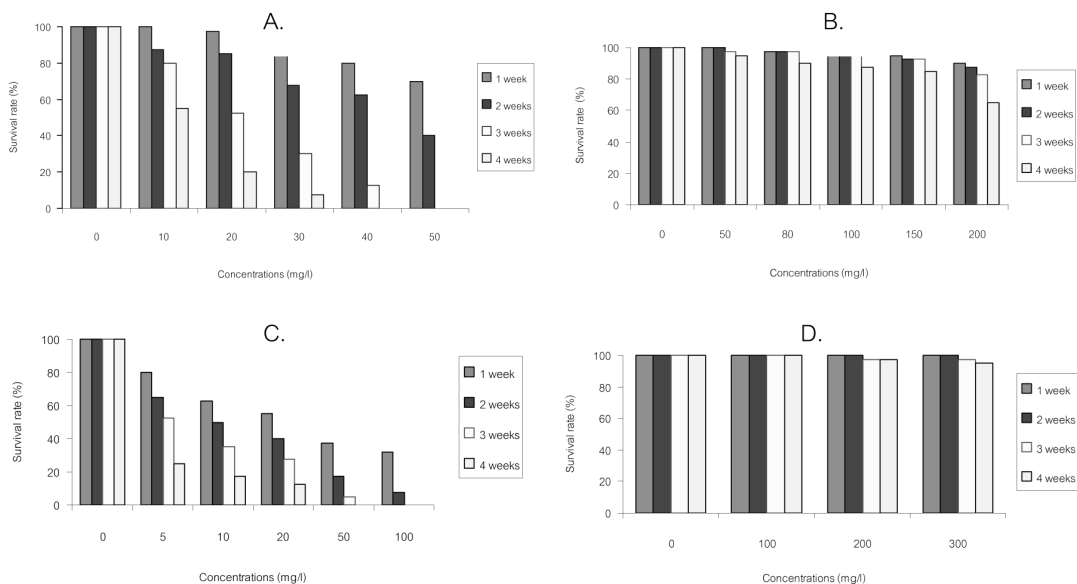 A.
100
80
60
40
20
0
Survival rate (%)
0 10 20 30 40 50
Concentrations (mg/l)
1 week
2 weeks
3 weeks
4 weeks
B.
100
80
60
40
20
0
Survival rate (%)
0 50 80 100 150 200
Concentrations (mg/l)
1 week
2 weeks
3 weeks
4 weeks
C.
100
80
60
40
20
0
Survival rate (%)
0 5 10 20 50 100
Concentrations (mg/l)
1 week
2 weeks
3 weeks
4 weeks
D.
100
80
60
40
20
0
Survival rate (%)
0 100 200 300
Concentrations (mg/l)
1 week
2 weeks
3 weeks
4 weeks